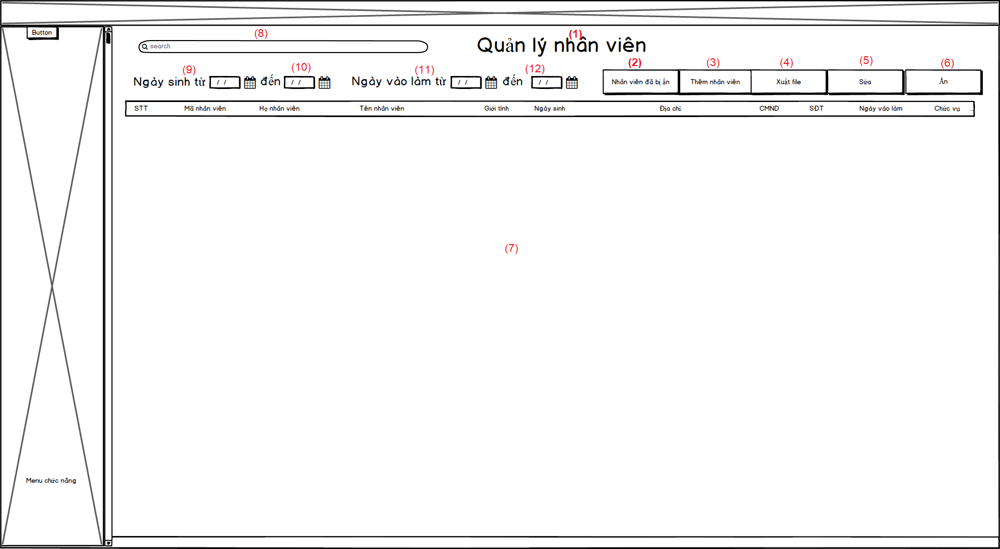 Button
(8)
(1)
search
Quản lý nhân viên
(9)
(10)
(11)
(12)
(2)
(3)
(4)
(5)
(6)
Ngày sinh từ / / đến / / Ngày vào làm từ / / đến / /
Nhân viên đã bị ẩn Thêm nhân viên Xuất file Sửa Ẩn
STT Mã nhân viên Họ nhân viên Tên nhân viên Giới tính Ngày sinh Địa chỉ CMND SĐT Ngày vào làm Chức vụ ...
(7)
Menu chức năng